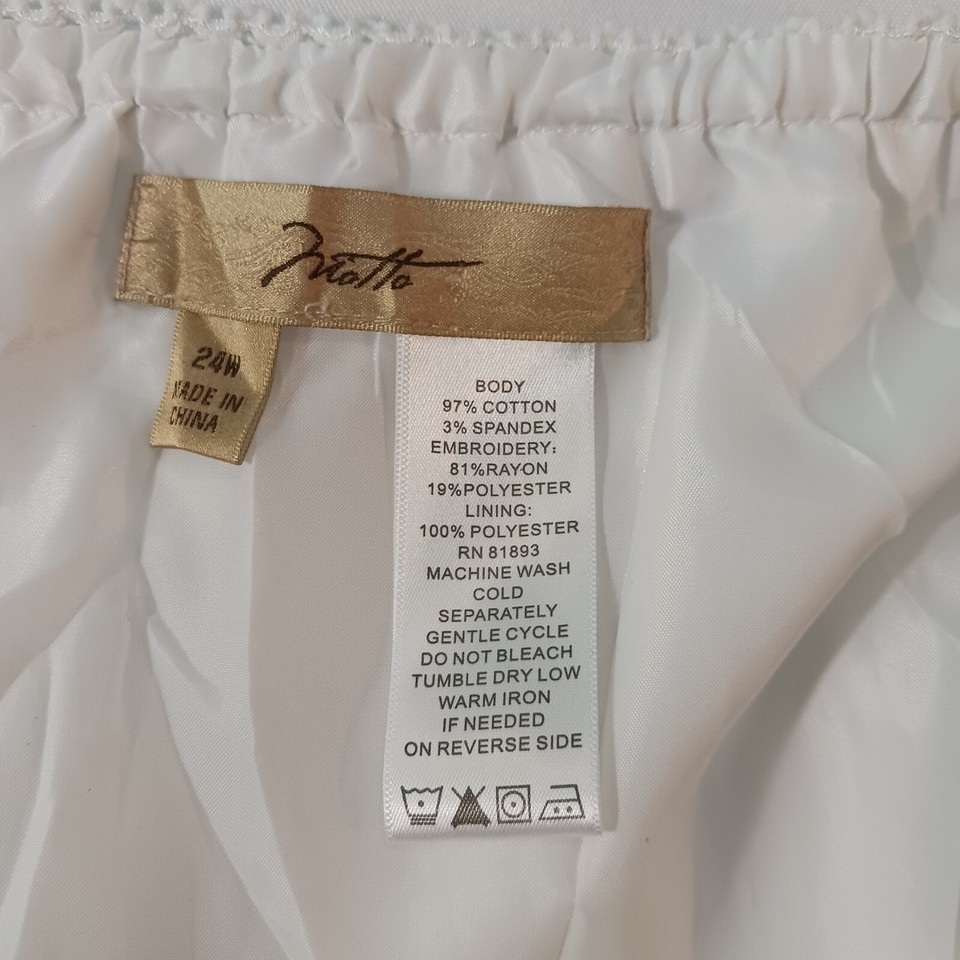 Motto
24W
MADE IN
CHINA
BODY
97% COTTON
3% SPANDEX
EMBROIDERY:
81%RAYON
19%POLYESTER
LINING:
100% POLYESTER
RN 81893
MACHINE WASH
COLD
SEPARATELY
GENTLE CYCLE
DO NOT BLEACH
TUMBLE DRY LOW
WARM IRON
IF NEEDED
ON REVERSE SIDE